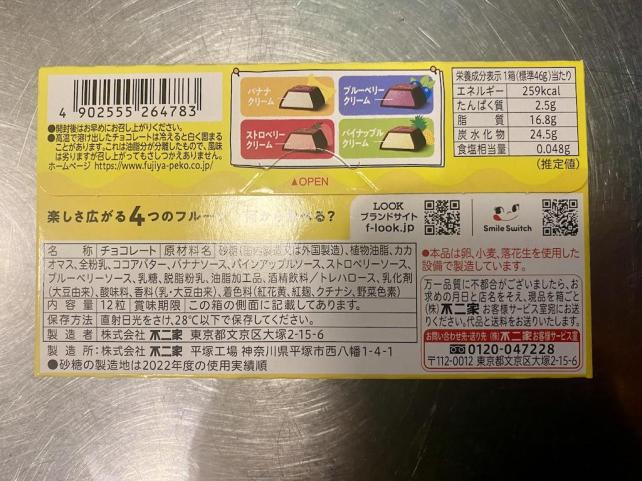 バナナ
クリーム
ブルーベリー
クリーム
ストロベリー
クリーム
パイナップル
クリーム
栄養成分表示 1箱(標準46g)当たり
エネルギー 259kcal
たんぱく質 2.5g
脂質 16.8g
炭水化物 24.5g
食塩相当量 0.048g
(推定値)
4 902555 264783
●開封後はお早めにお召し上がりください。
●高温で溶け出したチョコレートは冷えると白く固まる
ことがあります。これは油脂分が分離したもので、風味
は劣りますが召し上がってもさしつかえありません。
ホームページ https://www.fujiya-peko.co.jp/
▲OPEN
楽しさ広がる4つのフルー
LOOK
ブランドサイト
f-look.jp
Smile Switch
名称 チョコレート 原材料名 砂糖(国内製造又は外国製造)、植物油脂、カカ
オマス、全粉乳、ココアバター、バナナソース、パインアップルソース、ストロベリーソース、
ブルーベリーソース、乳糖、脱脂粉乳、油脂加工品、酒精飲料/トレハロース、乳化剤
(大豆由来)、酸味料、香料(乳・大豆由来)、着色料(紅花黄、紅麹、クチナシ、野菜色素)
内容量 12粒 賞味期限 この箱の側面に記載してあります。
保存方法 直射日光をさけ、28℃以下で保存してください。
製造者 株式会社 不二家 東京都文京区大塚2-15-6
製造所:株式会社 不二家 平塚工場 神奈川県平塚市西八幡1-4-1
●砂糖の製造地は2022年度の使用実績順
●本品は卵、小麦、落花生を使用した
設備で製造しています。
万一品質に不都合がございましたら、お
求めの月日と店名をそえ、現品を箱ごと
(株)不二家 お客様サービス室宛にお送
りください。代品と送料をお送りいたします。
お問い合わせ先・送り先 (株)不二家 お客様サービス室
0120-047228
〒112-0012 東京都文京区大塚2-15-6